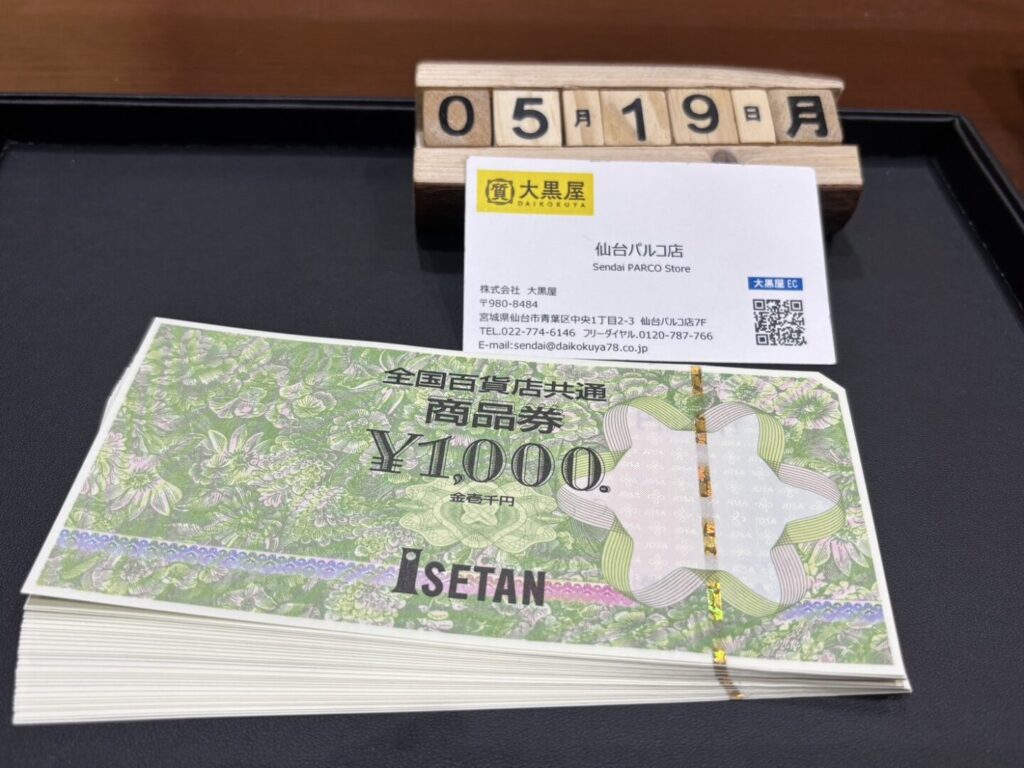 05月19日月
質 大黒屋
DAIKOKUYA
仙台パルコ店
Sendai PARCO Store
大黒屋 EC
株式会社 大黒屋
〒980-8484
宮城県仙台市青葉区中央1丁目2-3 仙台パルコ店7F
TEL.022-774-6146 フリーダイヤル.0120-787-766
E-mail:sendai@daikokuya78.co.jp
全国百貨店共通
商品券
¥1,000.
金壱千円
ISETAN